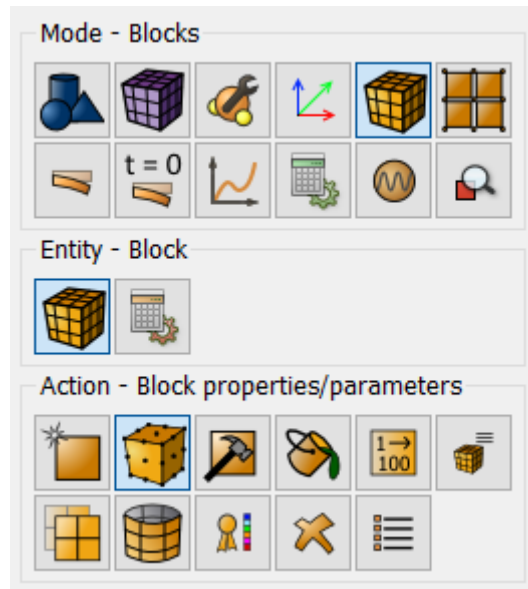 Mode - Blocks
t = 0
Entity - Block
Action - Block properties/parameters
1→
100